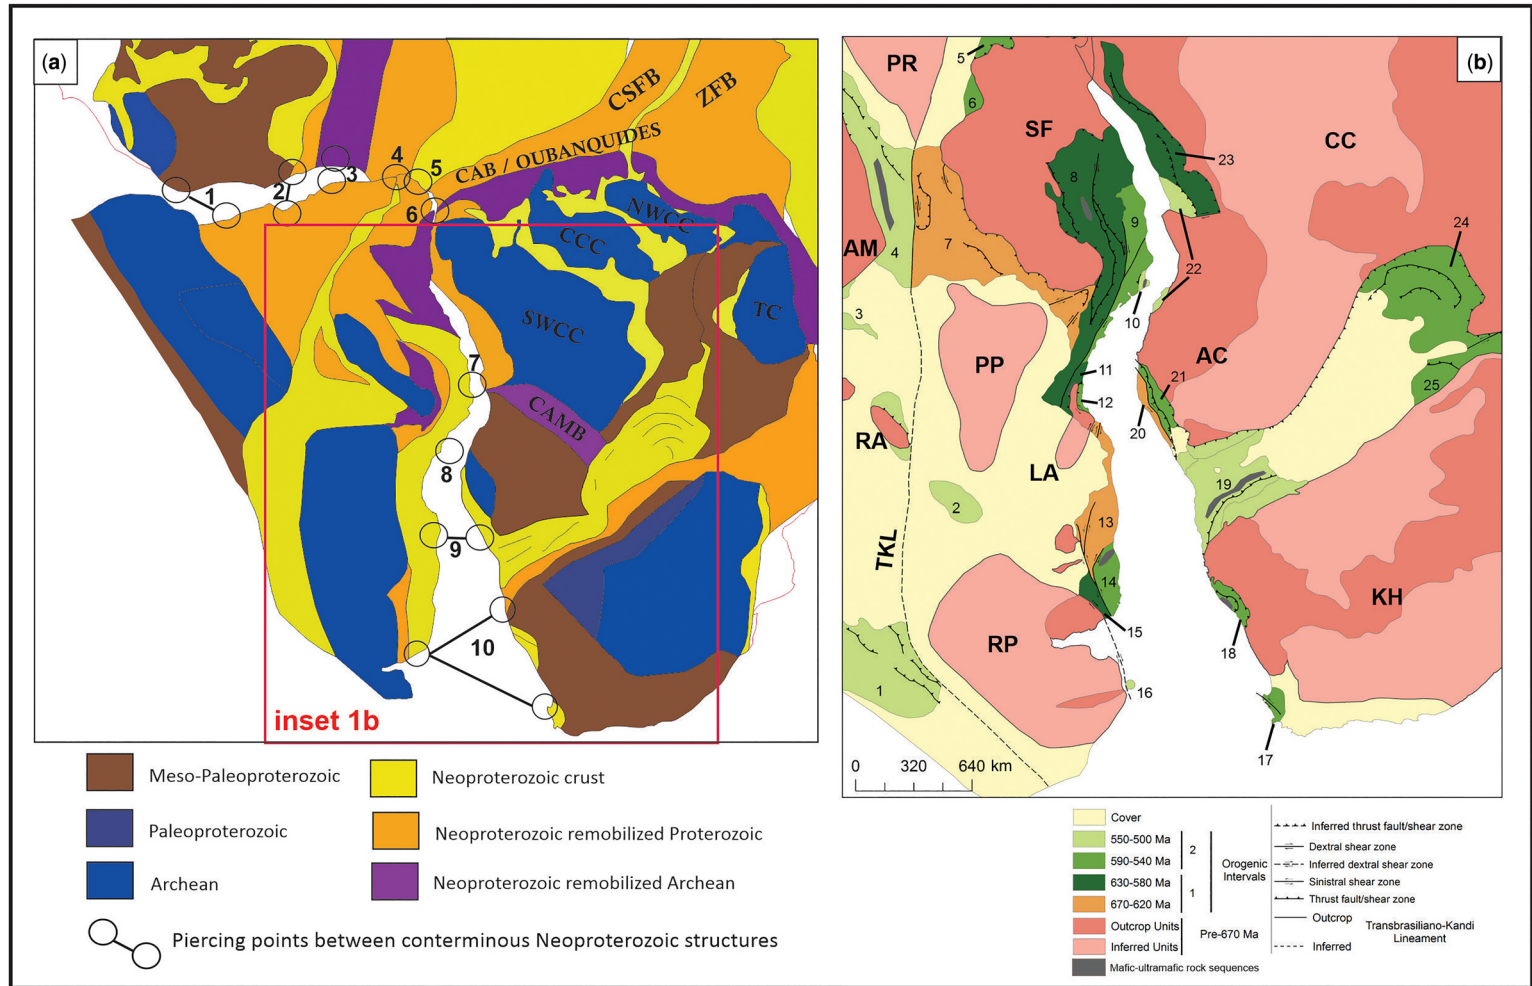 (a)
CSFB
ZFB
CAB / OUBANQUIDES
1
2
3
4
5
6
NWCC
CCC
TC
SWCC
7
CAMB
8
9
10
inset 1b
Meso-Paleoproterozoic
Paleoproterozoic
Archean
Neoproterozoic crust
Neoproterozoic remobilized Proterozoic
Neoproterozoic remobilized Archean
Piercing points between conterminous Neoproterozoic structures
(b)
PR
5
6
SF
CC
23
8
9
22
24
AM
4
7
3
10
PP
AC
11
12
21
20
25
RA
LA
2
19
13
TKL
14
KH
15
RP
18
1
16
17
0 320 640 km
Cover
550-500 Ma
590-540 Ma
2
630-580 Ma
670-620 Ma
1
Orogenic
Intervals
Outcrop Units
Inferred Units
Pre-670 Ma
Mafic-ultramafic rock sequences
Inferred thrust fault/shear zone
Dextral shear zone
Inferred dextral shear zone
Sinistral shear zone
Thrust fault/shear zone
Outcrop
Inferred
Transbrasiliano-Kandi
Lineament